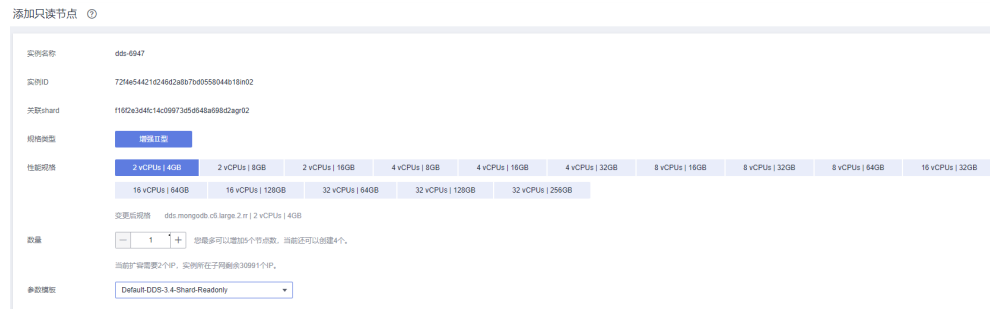 添加只读节点 ?
实例名称 dds-6947
实例ID 72f4e54421d246d2a8b7bd0558044b18in02
关联shard f16f2e3d4fc14c09973d5d648a698d2agr02
规格类型 增强II型
性能规格 2 vCPUs | 4GB 2 vCPUs | 8GB 2 vCPUs | 16GB 4 vCPUs | 8GB 4 vCPUs | 16GB 4 vCPUs | 32GB 8 vCPUs | 16GB 8 vCPUs | 32GB 8 vCPUs | 64GB 16 vCPUs | 32GB
16 vCPUs | 64GB 16 vCPUs | 128GB 32 vCPUs | 64GB 32 vCPUs | 128GB 32 vCPUs | 256GB
变更后规格 dds.mongodb.c6.large.2.rr | 2 vCPUs | 4GB
数量 — 1 + 您最多可以增加5个节点数，当前还可以创建4个。
当前扩容需要2个IP，实例所在子网剩余30991个IP。
参数模板 Default-DDS-3.4-Shard-Readonly